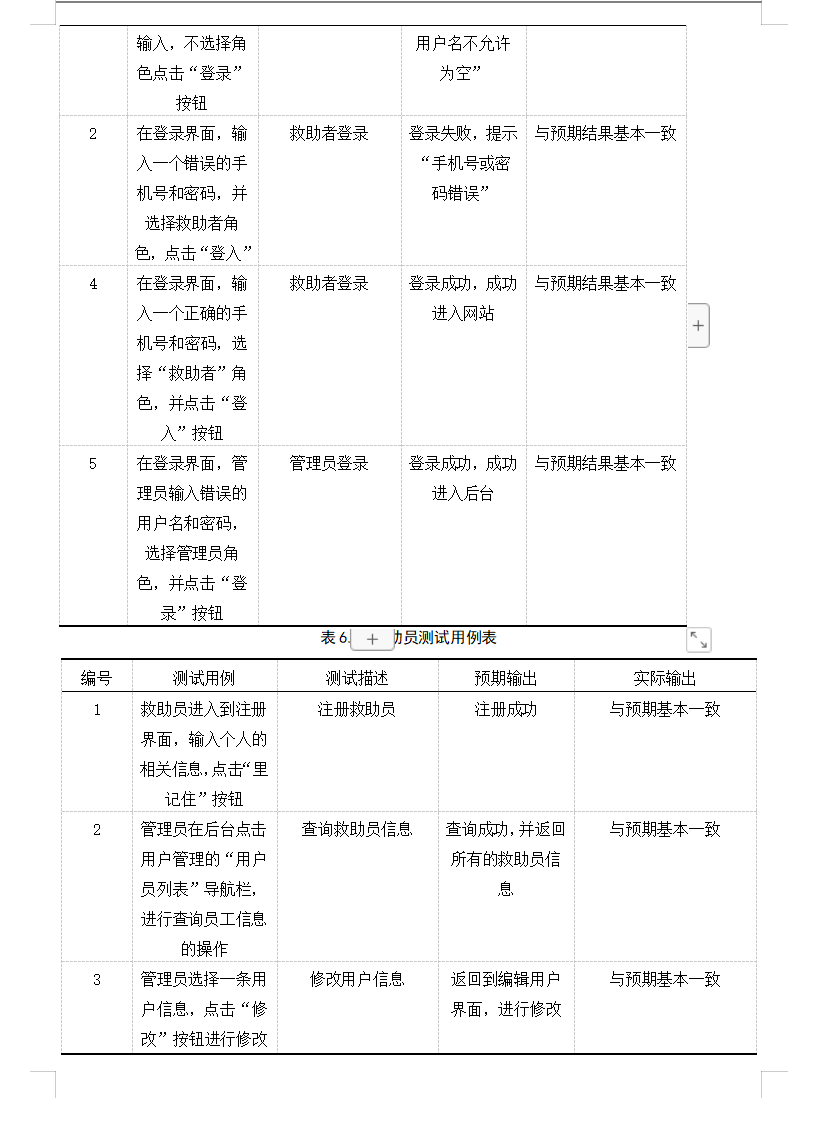 输入，不选择角
色点击“登录”
按钮
用户名不允许
为空”
2
在登录界面，输
入一个错误的手
机号和密码，并
选择救助者角
色，点击“登入”
救助者登录
登录失败，提示
“手机号或密
码错误”
与预期结果基本一致
4
在登录界面，输
入一个正确的手
机号和密码，选
择“救助者”角
色，并点击“登
入”按钮
救助者登录
登录成功，成功
进入网站
与预期结果基本一致
5
在登录界面，管
理员输入错误的
用户名和密码，
选择管理员角
色，并点击“登
录”按钮
管理员登录
登录成功，成功
进入后台
与预期结果基本一致
表 6. 助员测试用例表
编号 测试用例 测试描述 预期输出 实际输出
1
救助员进入到注册
界面，输入个人的
相关信息，点击“里
记住”按钮
注册救助员
注册成功
与预期基本一致
2
管理员在后台点击
用户管理的“用户
员列表”导航栏，
进行查询员工信息
的操作
查询救助员信息
查询成功，并返回
所有的救助员信
息
与预期基本一致
3
管理员选择一条用
户信息，点击“修
改”按钮进行修改
修改用户信息
返回到编辑用户
界面，进行修改
与预期基本一致